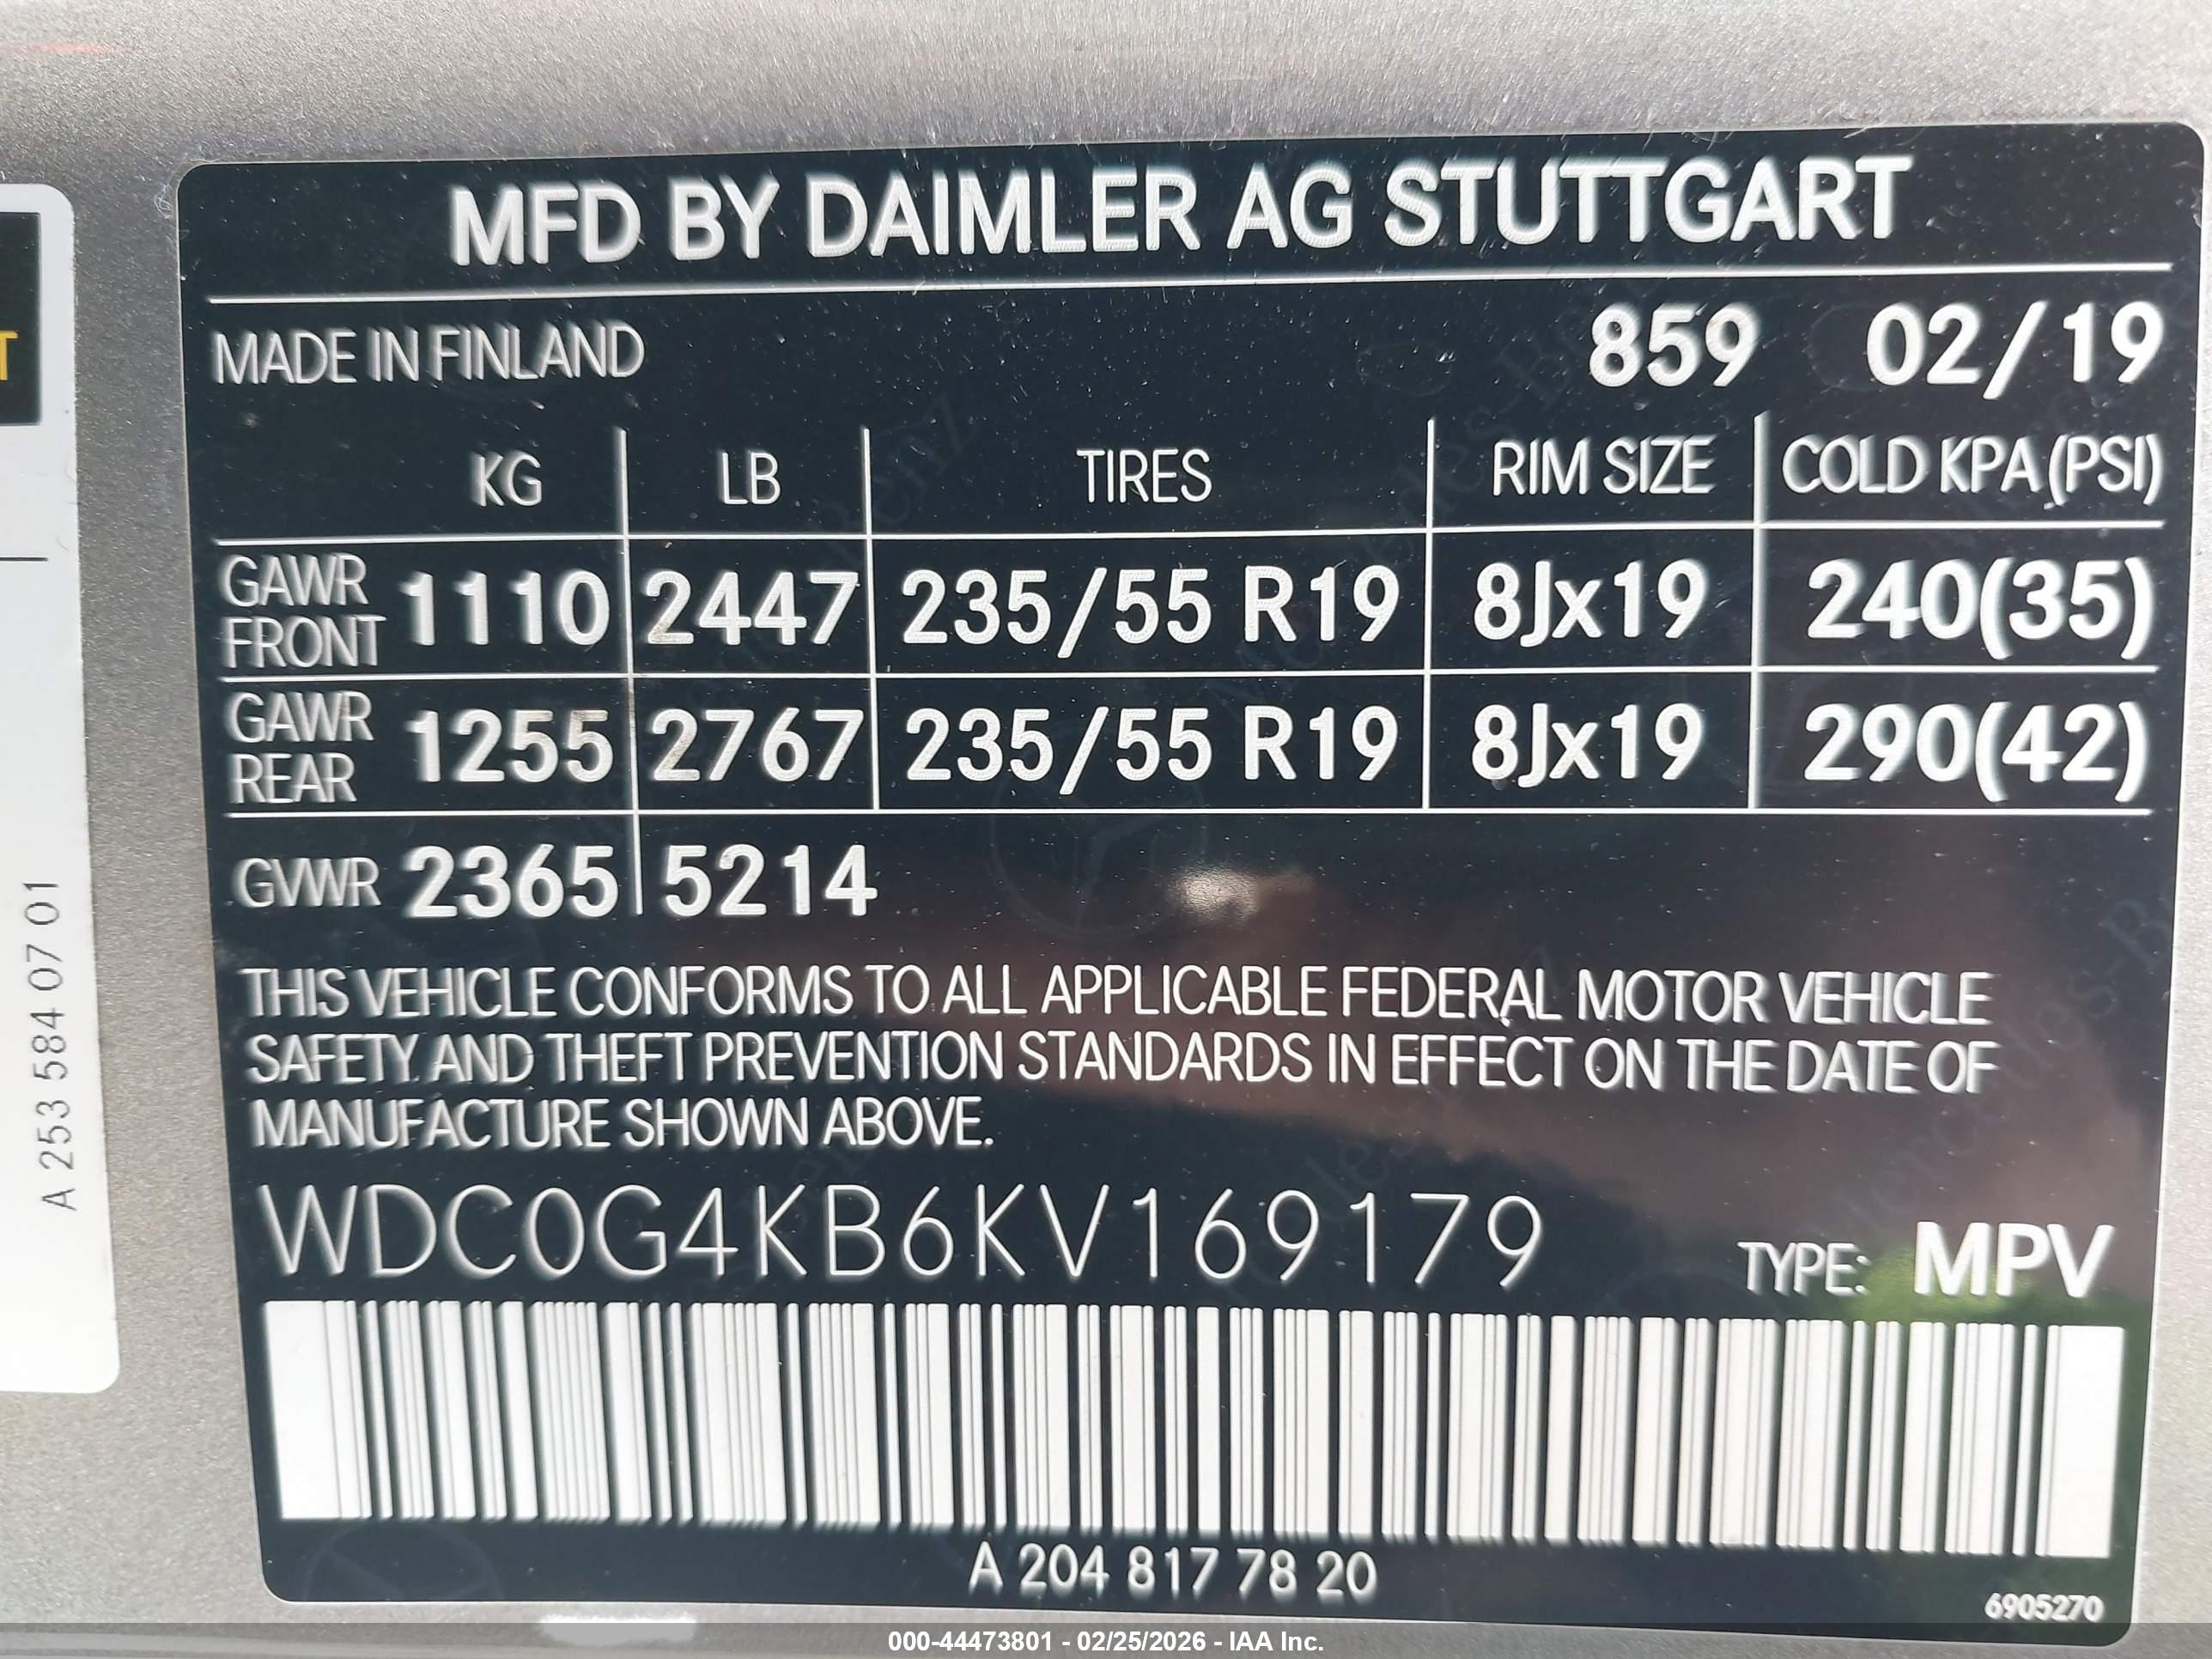 MFD BY DAIMLER AG STUTTGART
MADE IN FINLAND 859 02/19
KG LB TIRES RIM SIZE COLD KPA (PSI)
GAWR FRONT 1110 2447 235/55 R19 8Jx19 240(35)
GAWR REAR 1255 2767 235/55 R19 8Jx19 290(42)
GVWR 2365 5214
THIS VEHICLE CONFORMS TO ALL APPLICABLE FEDERAL MOTOR VEHICLE
SAFETY AND THEFT PREVENTION STANDARDS IN EFFECT ON THE DATE OF
MANUFACTURE SHOWN ABOVE.
WDC0G4KB6KV169179 TYPE: MPV
A 204 817 78 20
6905270
T
A 253 584 07 01
000-44473801 - 02/25/2026 - IAA Inc.